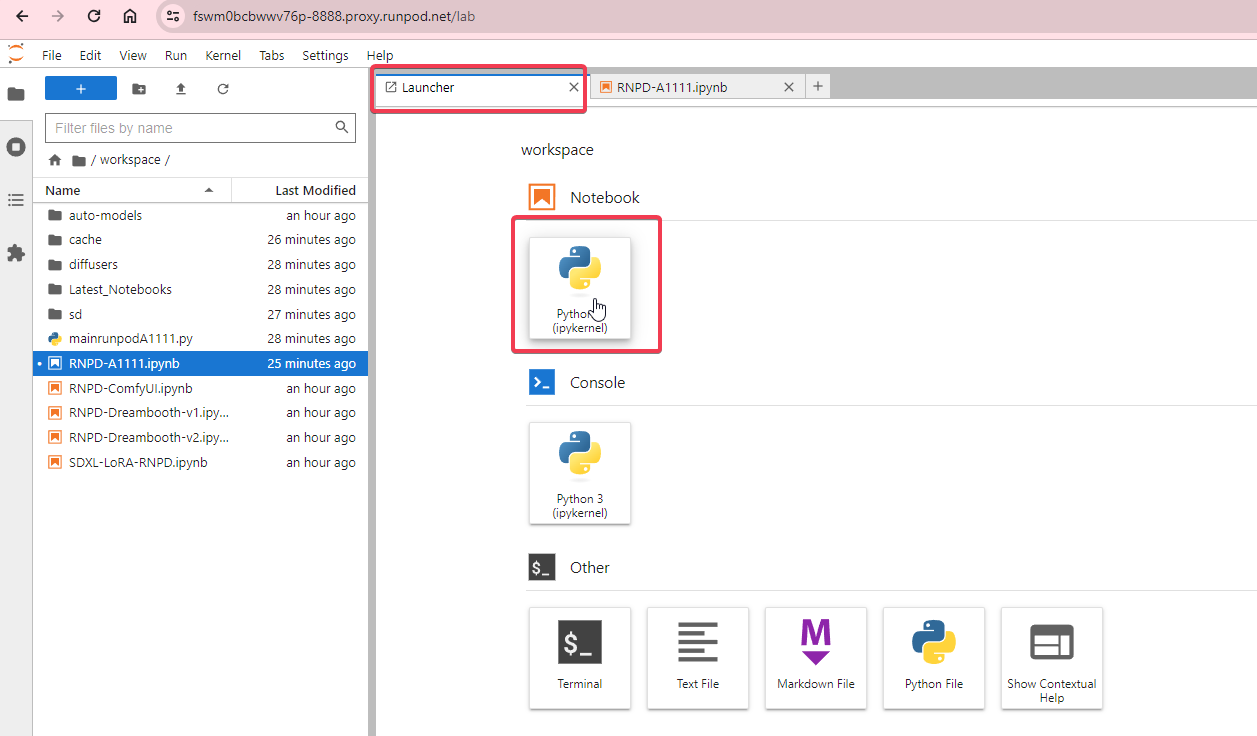 fswm0bcbwwv76p-8888.proxy.runpod.net/lab
File Edit View Run Kernel Tabs Settings Help
Launcher
RNPD-A1111.ipynb
Filter files by name
/ workspace /
Name Last Modified
auto-models an hour ago
cache 26 minutes ago
diffusers 28 minutes ago
Latest_Notebooks 28 minutes ago
sd 27 minutes ago
mainrunpodA1111.py 28 minutes ago
RNPD-A1111.ipynb 25 minutes ago
RNPD-ComfyUI.ipynb an hour ago
RNPD-Dreambooth-v1.ipy... an hour ago
RNPD-Dreambooth-v2.ipy... an hour ago
SDXL-LoRA-RNPD.ipynb an hour ago
workspace
Notebook
Python
(ipykernel)
Console
Python 3
(ipykernel)
$_
Other
$_
Terminal
Text File
M
Markdown File
Python File
Show Contextual
Help